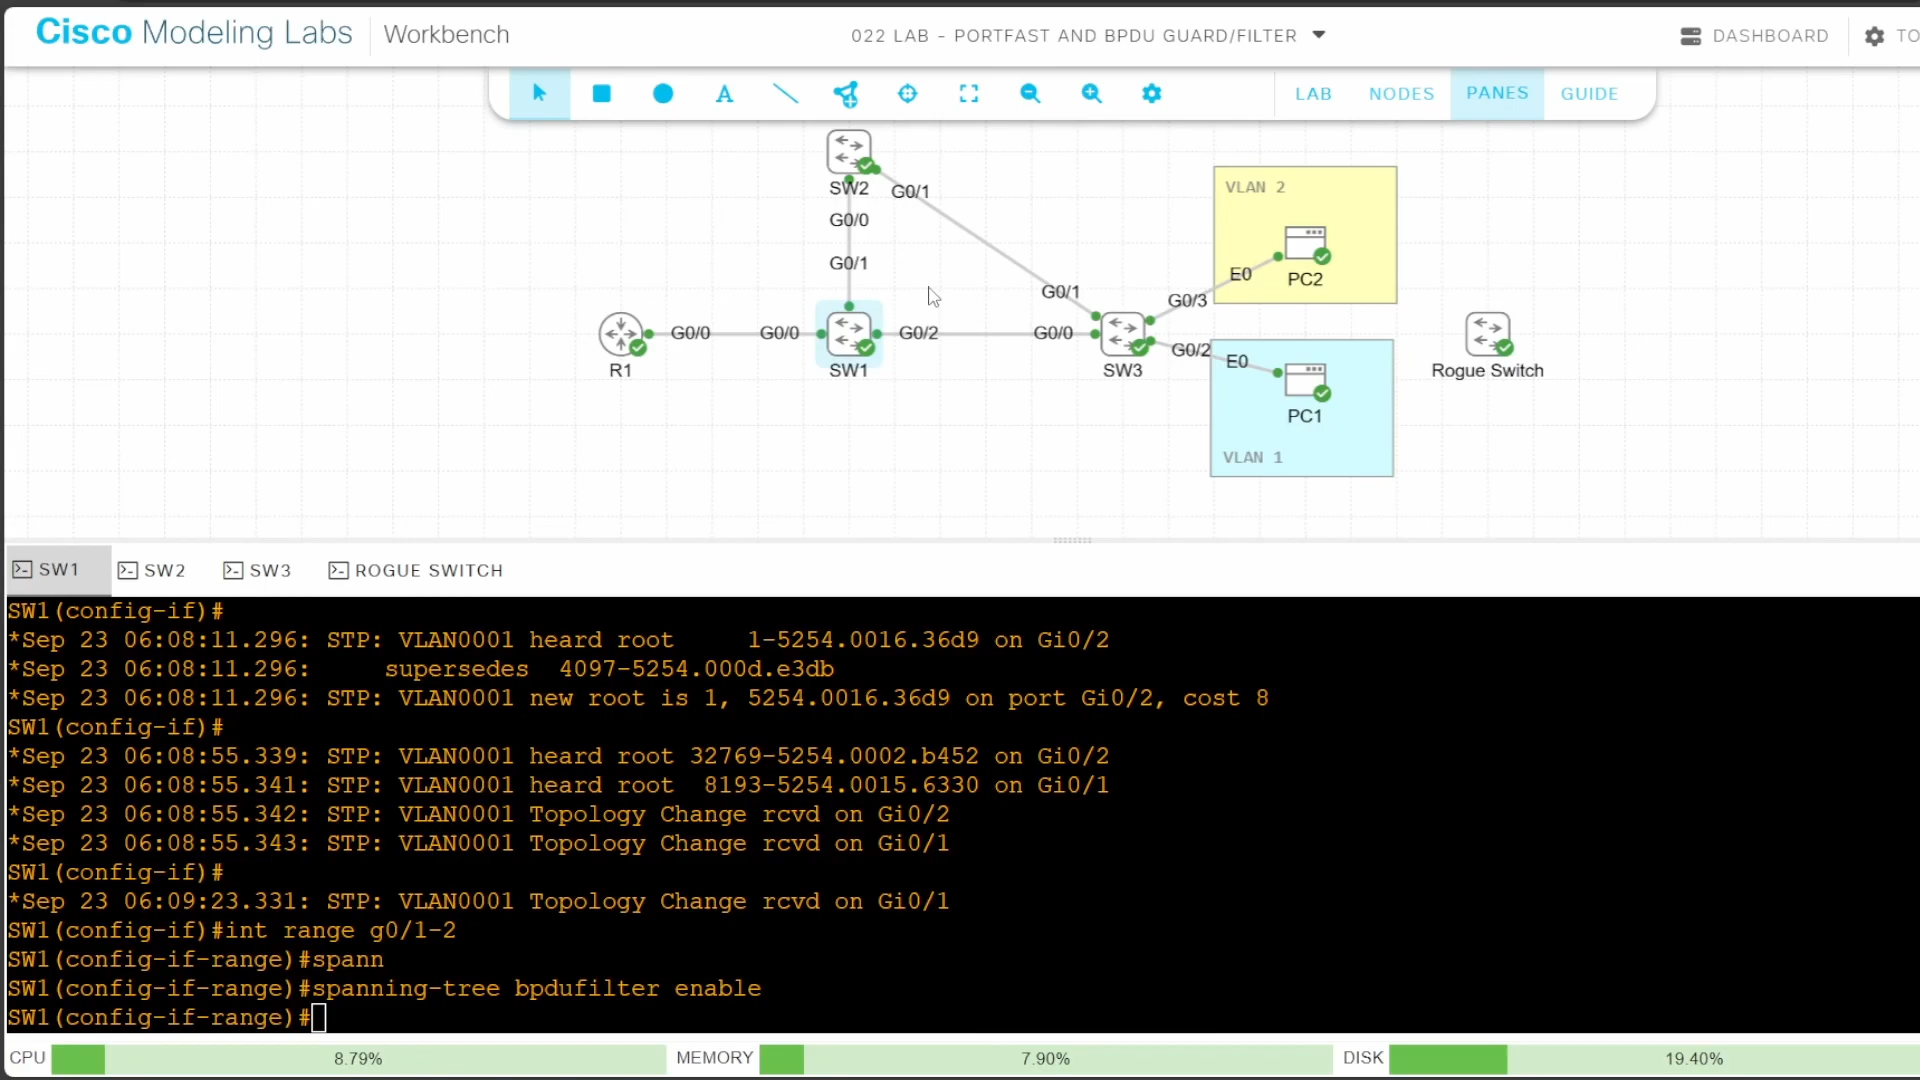 Cisco Modeling Labs Workbench 022 LAB - PORTFAST AND BPDU GUARD/FILTER DASHBOARD TO
A LAB NODES PANES GUIDE
SW2
G0/1
G0/0
G0/1
VLAN 2
E0
PC2
G0/1
G0/3
R1
G0/0
G0/0
SW1
G0/2
G0/0
SW3
G0/2
E0
PC1
VLAN 1
Rogue Switch
SW1 SW2 SW3 ROGUE SWITCH
SW1(config-if)#
*Sep 23 06:08:11.296: STP: VLAN0001 heard root     1-5254.0016.36d9 on Gi0/2
*Sep 23 06:08:11.296:     supersedes  4097-5254.000d.e3db
*Sep 23 06:08:11.296: STP: VLAN0001 new root is 1, 5254.0016.36d9 on port Gi0/2, cost 8
SW1(config-if)#
*Sep 23 06:08:55.339: STP: VLAN0001 heard root 32769-5254.0002.b452 on Gi0/2
*Sep 23 06:08:55.341: STP: VLAN0001 heard root  8193-5254.0015.6330 on Gi0/1
*Sep 23 06:08:55.342: STP: VLAN0001 Topology Change rcvd on Gi0/2
*Sep 23 06:08:55.343: STP: VLAN0001 Topology Change rcvd on Gi0/1
SW1(config-if)#
*Sep 23 06:09:23.331: STP: VLAN0001 Topology Change rcvd on Gi0/1
SW1(config-if)#int range g0/1-2
SW1(config-if-range)#spann
SW1(config-if-range)#spanning-tree bpdufilter enable
SW1(config-if-range)#
CPU 8.79% MEMORY 7.90% DISK 19.40%